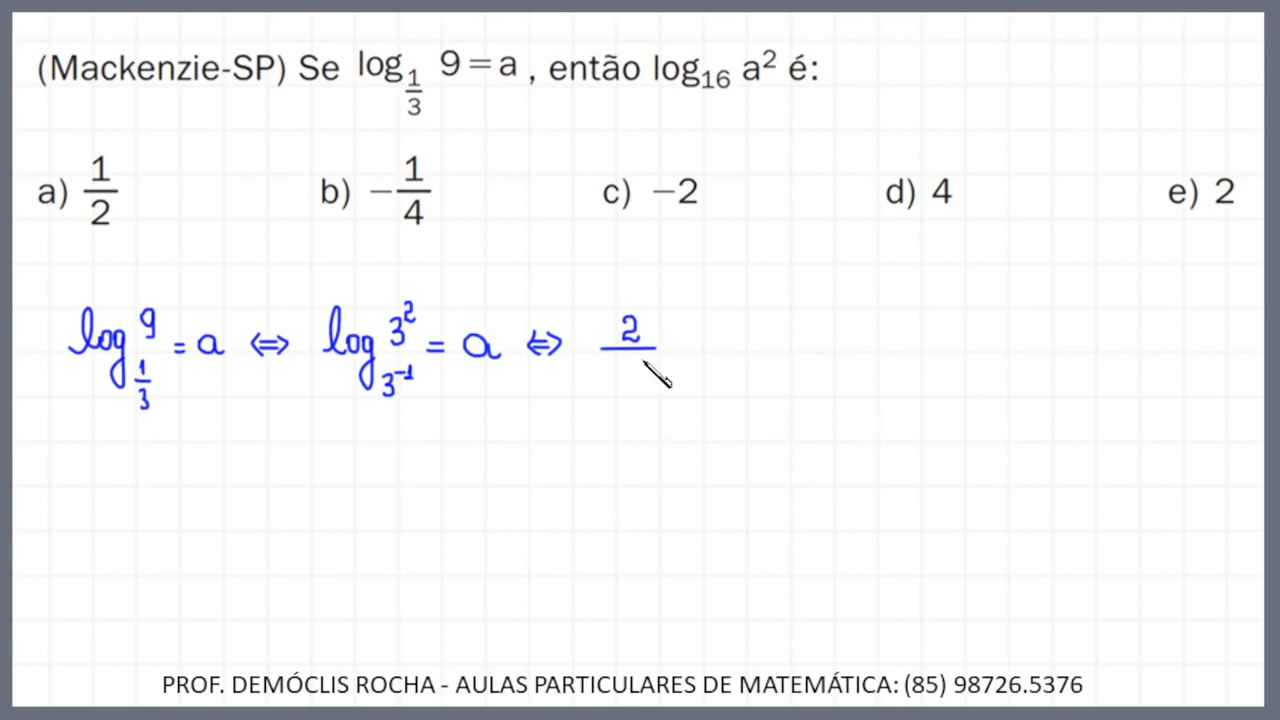 (Mackenzie-SP) Se log_{1/3} 9 = a , então log_{16} a² é:
a) 1/2 b) -1/4 c) -2 d) 4 e) 2
log_{1/3} 9 = a ⇔ log_{3⁻¹} 3² = a ⇔ 2/
PROF. DEMÓCLIS ROCHA - AULAS PARTICULARES DE MATEMÁTICA: (85) 98726.5376